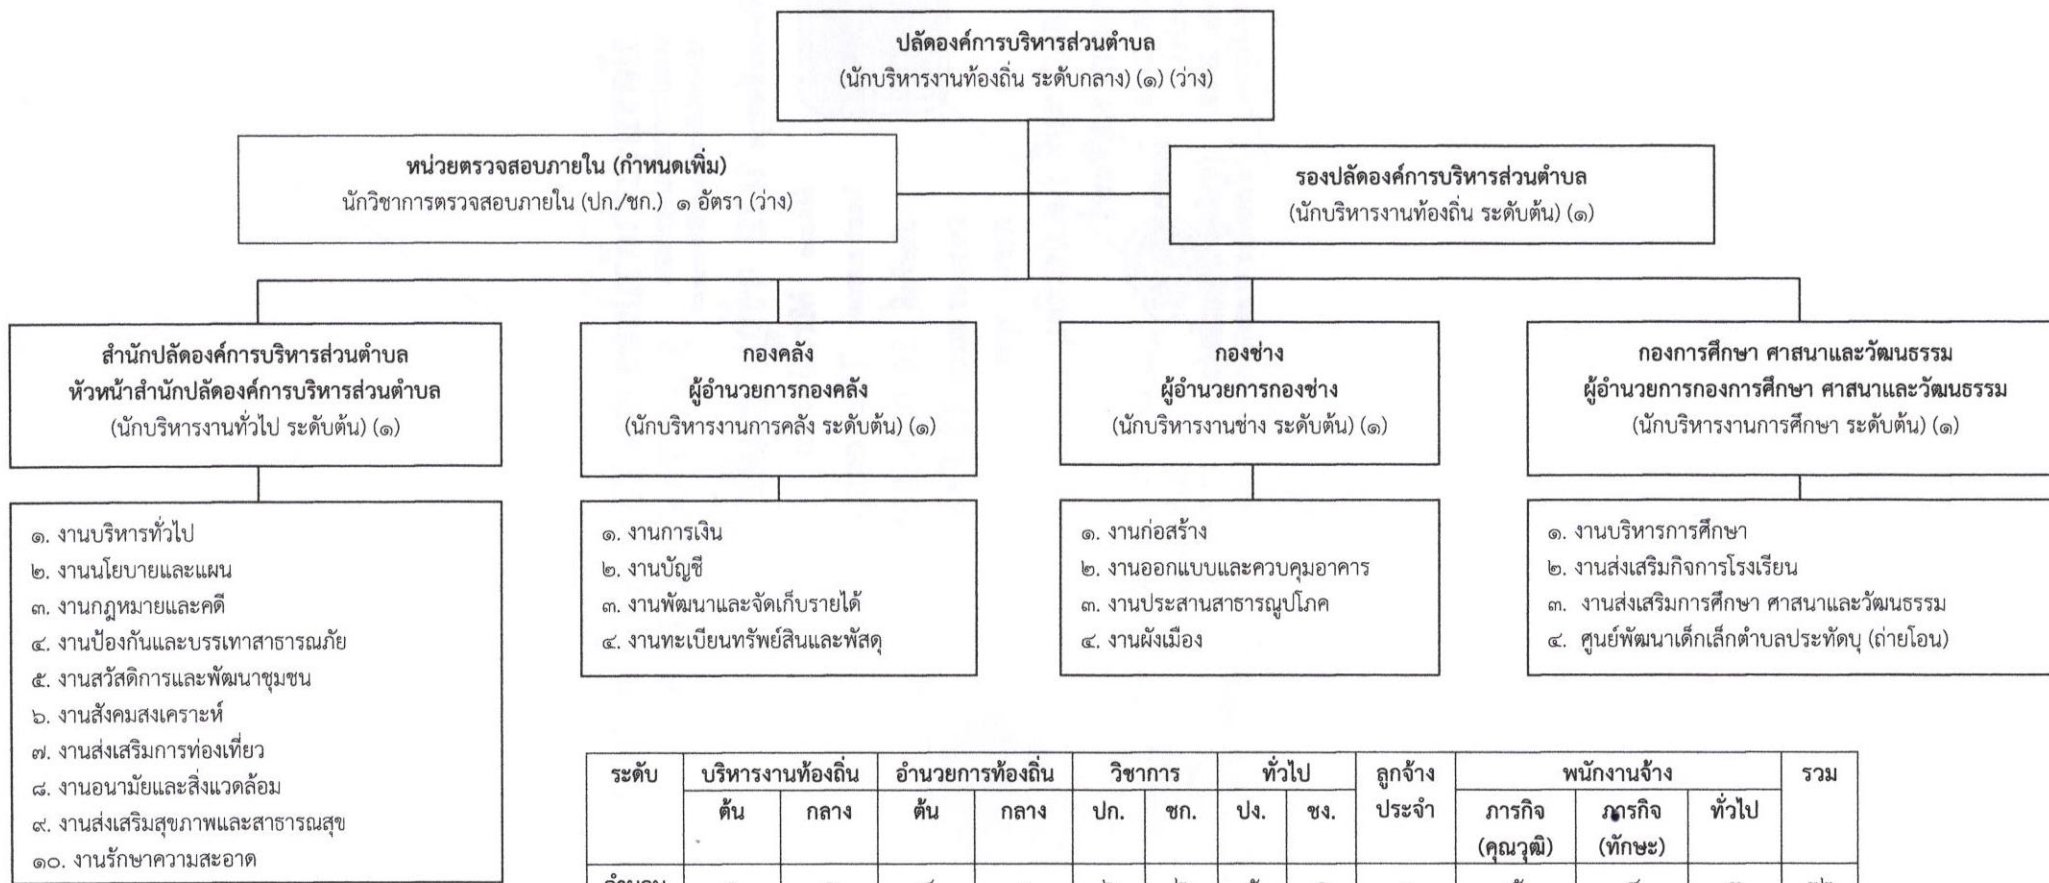 ปลัดองค์การบริหารส่วนตำบล
(นักบริหารงานท้องถิ่น ระดับกลาง) (๑) (ว่าง)
หน่วยตรวจสอบภายใน (กำหนดเพิ่ม)
นักวิชาการตรวจสอบภายใน (ปก./ชก.) ๑ อัตรา (ว่าง)
รองปลัดองค์การบริหารส่วนตำบล
(นักบริหารงานท้องถิ่น ระดับต้น) (๑)
สำนักปลัดองค์การบริหารส่วนตำบล
หัวหน้าสำนักปลัดองค์การบริหารส่วนตำบล
(นักบริหารงานทั่วไป ระดับต้น) (๑)
กองคลัง
ผู้อำนวยการกองคลัง
(นักบริหารงานการคลัง ระดับต้น) (๑)
กองช่าง
ผู้อำนวยการกองช่าง
(นักบริหารงานช่าง ระดับต้น) (๑)
กองการศึกษา ศาสนาและวัฒนธรรม
ผู้อำนวยการกองการศึกษา ศาสนาและวัฒนธรรม
(นักบริหารงานการศึกษา ระดับต้น) (๑)
๑. งานบริหารทั่วไป
๒. งานนโยบายและแผน
๓. งานกฎหมายและคดี
๔. งานป้องกันและบรรเทาสาธารณภัย
๕. งานสวัสดิการและพัฒนาชุมชน
๖. งานสังคมสงเคราะห์
๗. งานส่งเสริมการท่องเที่ยว
๘. งานอนามัยและสิ่งแวดล้อม
๙. งานส่งเสริมสุขภาพและสาธารณสุข
๑๐. งานรักษาความสะอาด
๑. งานการเงิน
๒. งานบัญชี
๓. งานพัฒนาและจัดเก็บรายได้
๔. งานทะเบียนทรัพย์สินและพัสดุ
๑. งานก่อสร้าง
๒. งานออกแบบและควบคุมอาคาร
๓. งานประสานสาธารณูปโภค
๔. งานผังเมือง
๑. งานบริหารการศึกษา
๒. งานส่งเสริมกิจการโรงเรียน
๓. งานส่งเสริมการศึกษา ศาสนาและวัฒนธรรม
๔. ศูนย์พัฒนาเด็กเล็กตำบลประทัดบุ (ถ่ายโอน)
ระดับ บริหารงานท้องถิ่น อำนวยการท้องถิ่น วิชาการ ทั่วไป ลูกจ้าง พนักงานจ้าง รวม
ต้น กลาง ต้น กลาง ปก. ชก. ปง. ชง. ประจำ ภารกิจ ภารกิจ ทั่วไป
(คุณวุฒิ) (ทักษะ)